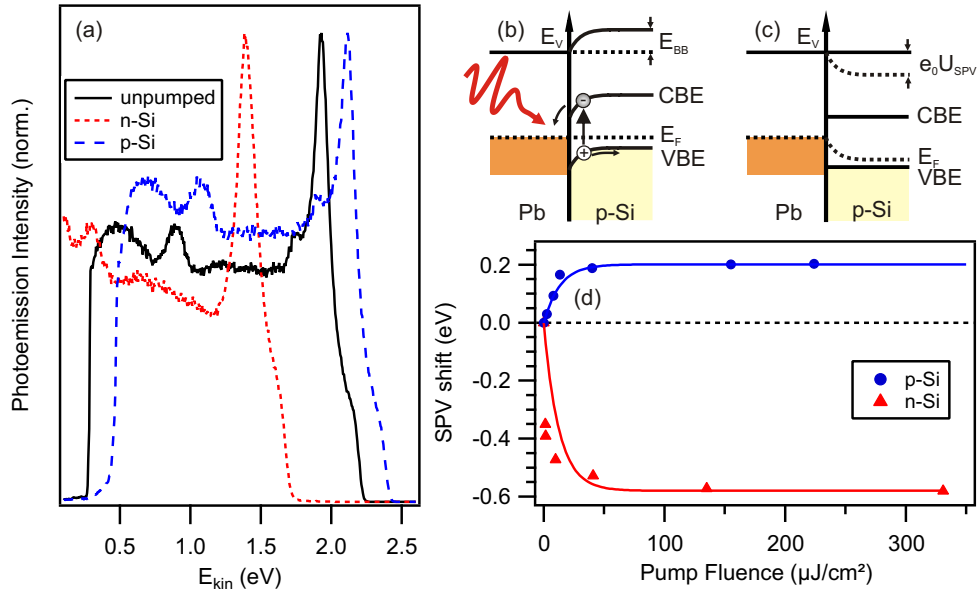 (a)
unpumped
n-Si
p-Si
Photoemission Intensity (norm.)
0.5 1.0 1.5 2.0 2.5
E_kin (eV)
(b)
E_V
E_BB
CBE
-
E_F
+
VBE
Pb
p-Si
(c)
E_V
e₀U_SPV
CBE
E_F
VBE
Pb
p-Si
(d)
0.2
0.0
-0.2
-0.4
-0.6
SPV shift (eV)
p-Si
n-Si
0 100 200 300
Pump Fluence (µJ/cm²)